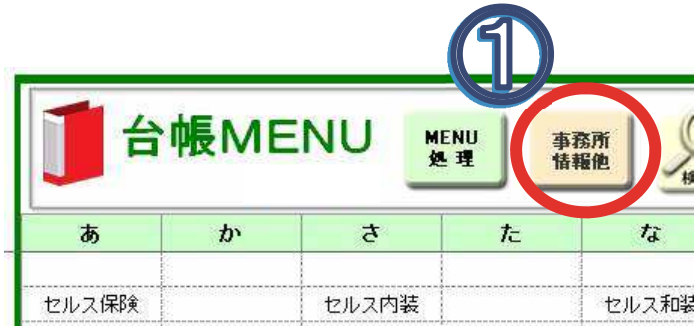 ①
台帳MENU
MENU
処理
事務所
情報他
検
あ か さ た な
セルス保険 セルス内装 セルス和装